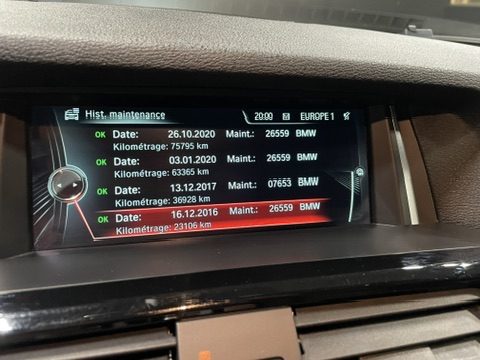 Hist. maintenance 20:00 EUROPE 1
OK Date: 26.10.2020 Maint.: 26559 BMW
Kilométrage: 75795 km
OK Date: 03.01.2020 Maint.: 26559 BMW
Kilométrage: 63365 km
OK Date: 13.12.2017 Maint.: 07653 BMW
Kilométrage: 36928 km
OK Date: 16.12.2016 Maint.: 26559 BMW
Kilométrage: 23106 km